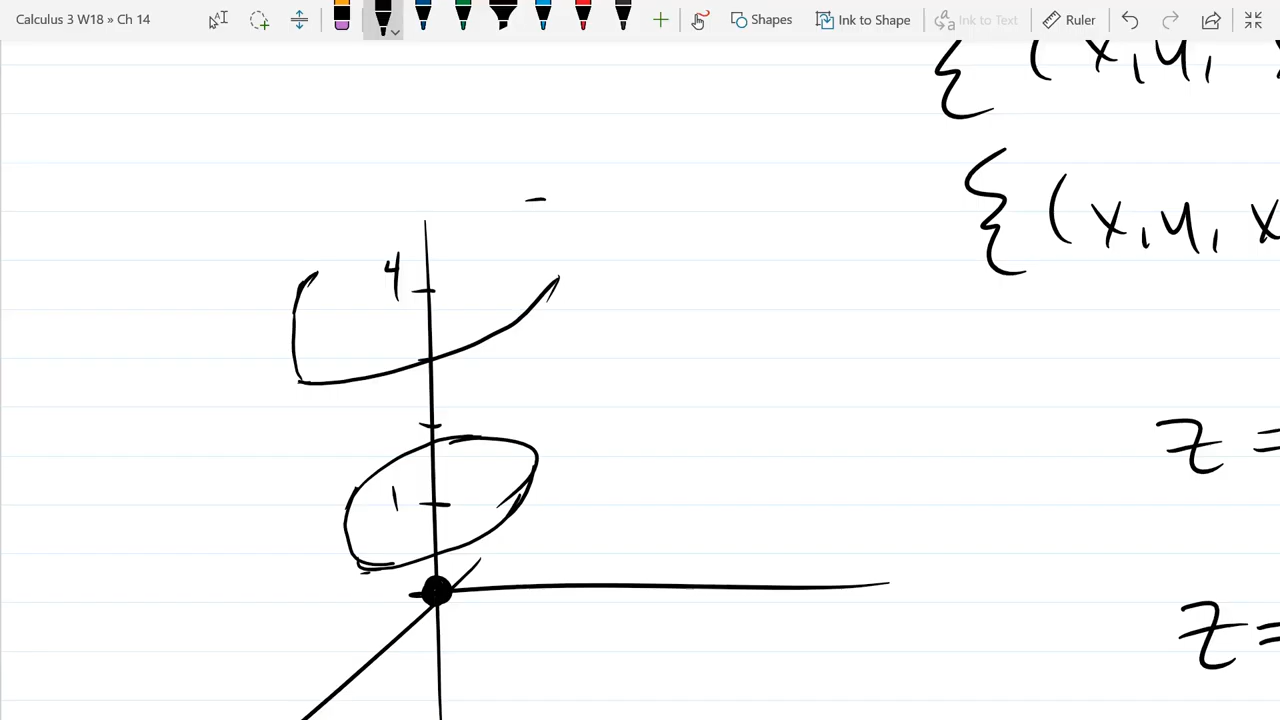 Calculus 3 W18 » Ch 14
Shapes
Ink to Shape
Ink to Text
Ruler
{ (x, y,
{ (x, y, x
4
1
z =
z =